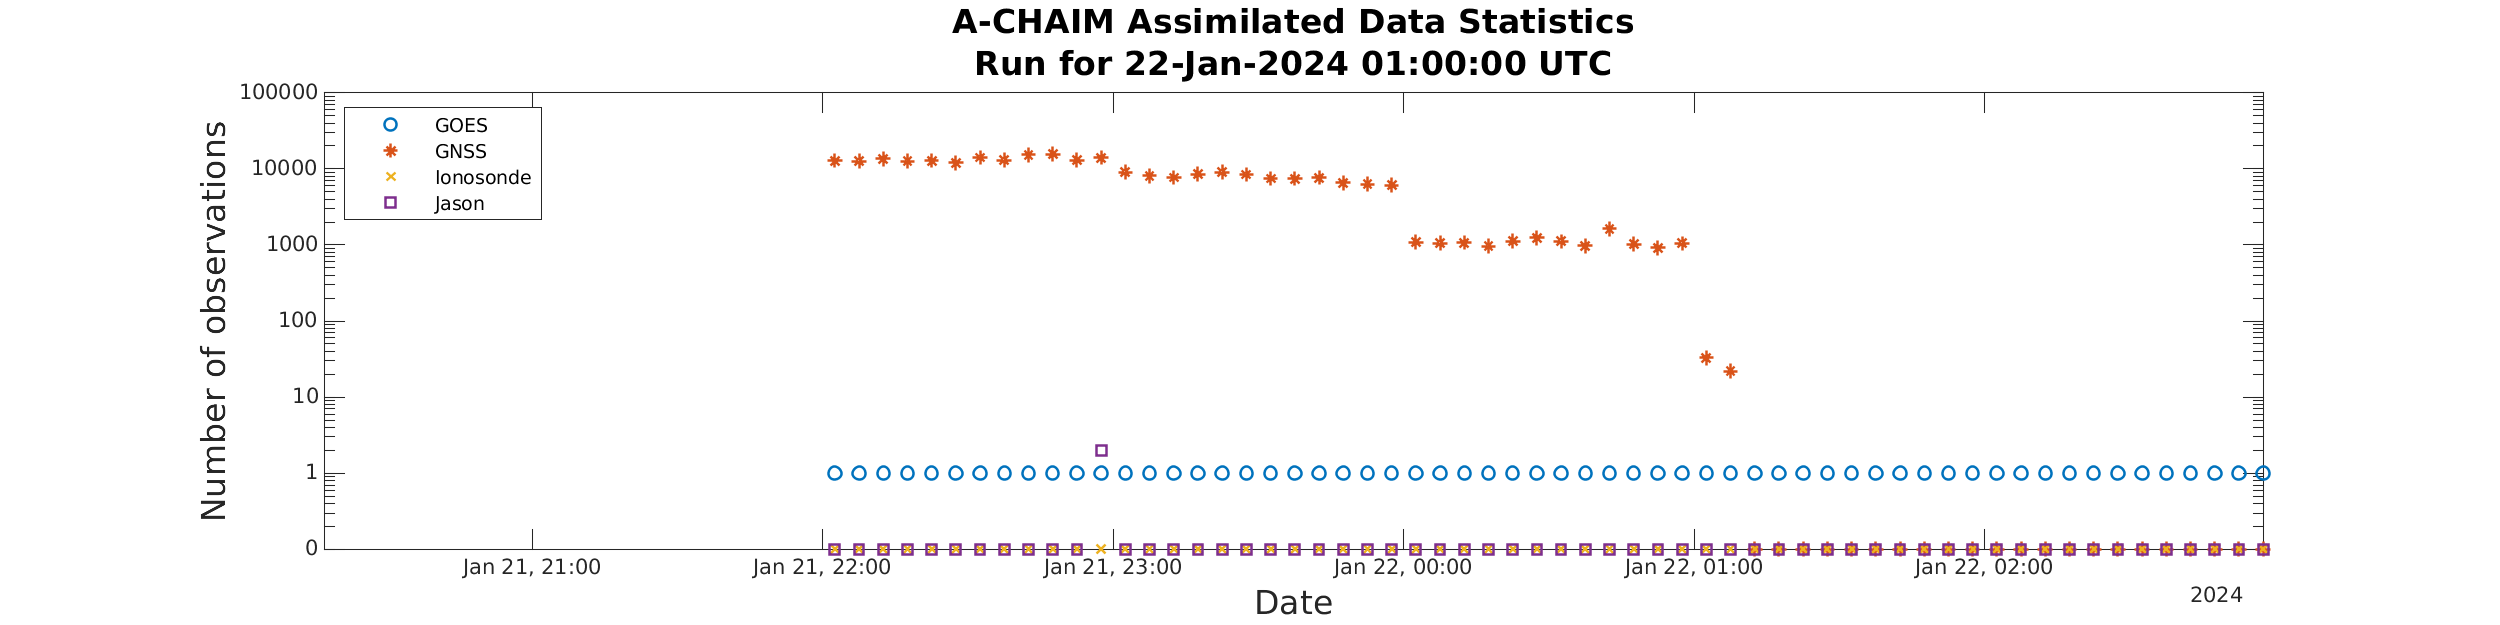 A-CHAIM Assimilated Data Statistics
Run for 22-Jan-2024 01:00:00 UTC
Number of observations
100000
10000
1000
100
10
1
0
GOES
GNSS
Ionosonde
Jason
Jan 21, 21:00
Jan 21, 22:00
Jan 21, 23:00
Jan 22, 00:00
Jan 22, 01:00
Jan 22, 02:00
Date
2024